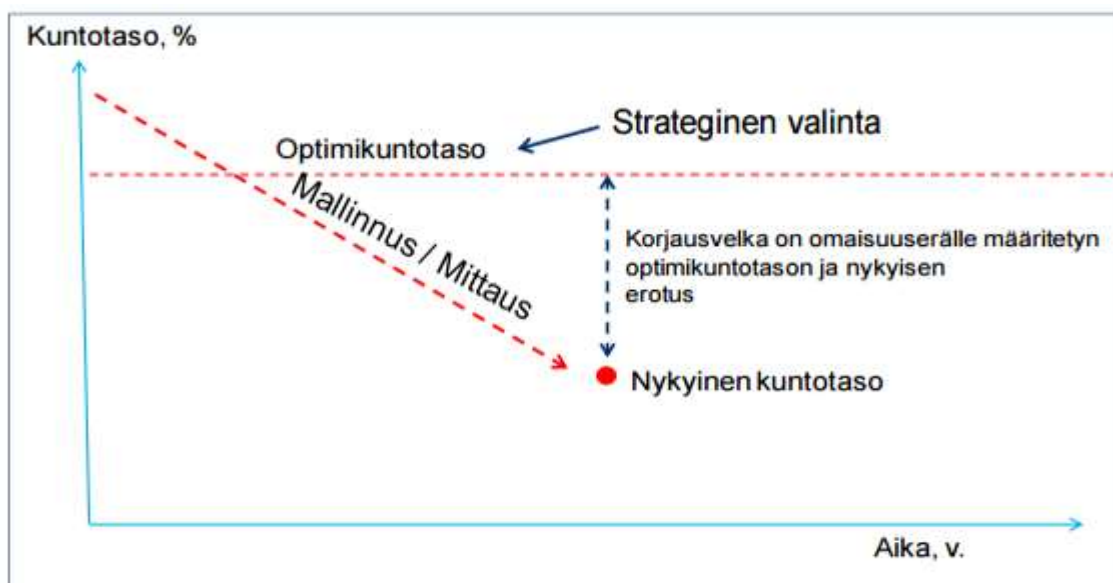 Kuntotaso, %
Strateginen valinta
Optimikuntotaso
Mallinnus / Mittaus
Korjausvelka on omaisuuserälle määritetyn
optimikuntotason ja nykyisen
erotus
Nykyinen kuntotaso
Aika, v.